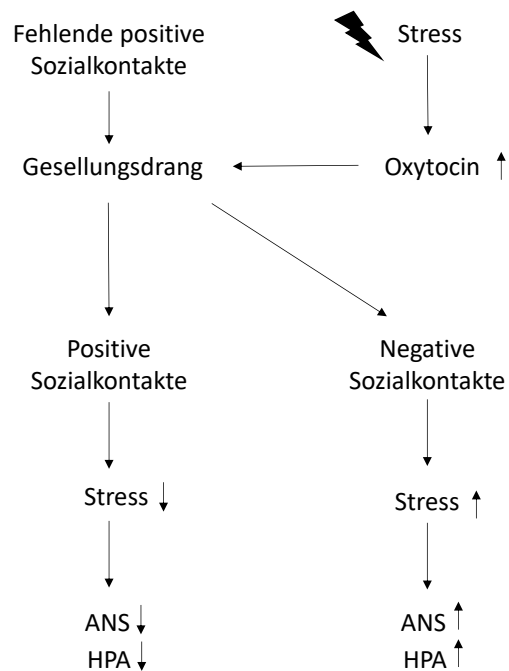 Fehlende positive
Sozialkontakte
Stress
Gesellungsdrang
Oxytocin ↑
Positive
Sozialkontakte
Negative
Sozialkontakte
Stress ↓
Stress ↑
ANS ↓
HPA ↓
ANS ↑
HPA ↑